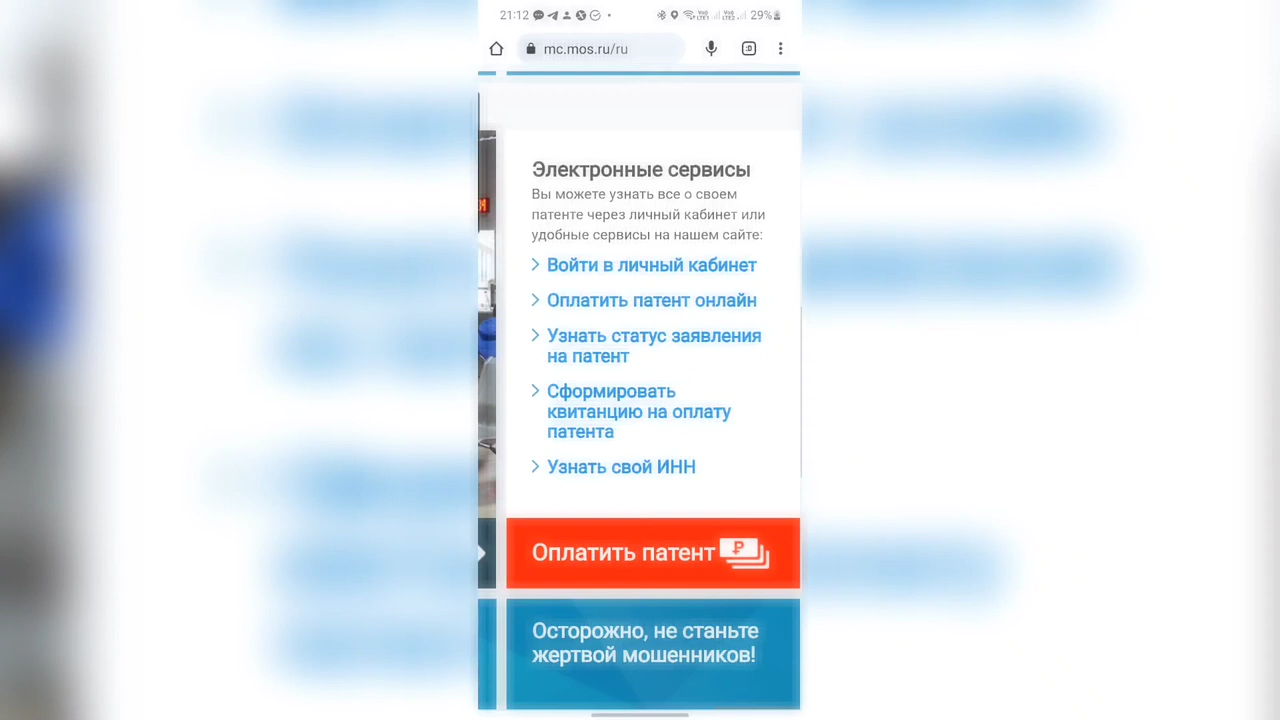 21:12
29%
mc.mos.ru/ru
Электронные сервисы
Вы можете узнать все о своем
патенте через личный кабинет или
удобные сервисы на нашем сайте:
Войти в личный кабинет
Оплатить патент онлайн
Узнать статус заявления
на патент
Сформировать
квитанцию на оплату
патента
Узнать свой ИНН
Оплатить патент
Осторожно, не станьте
жертвой мошенников!